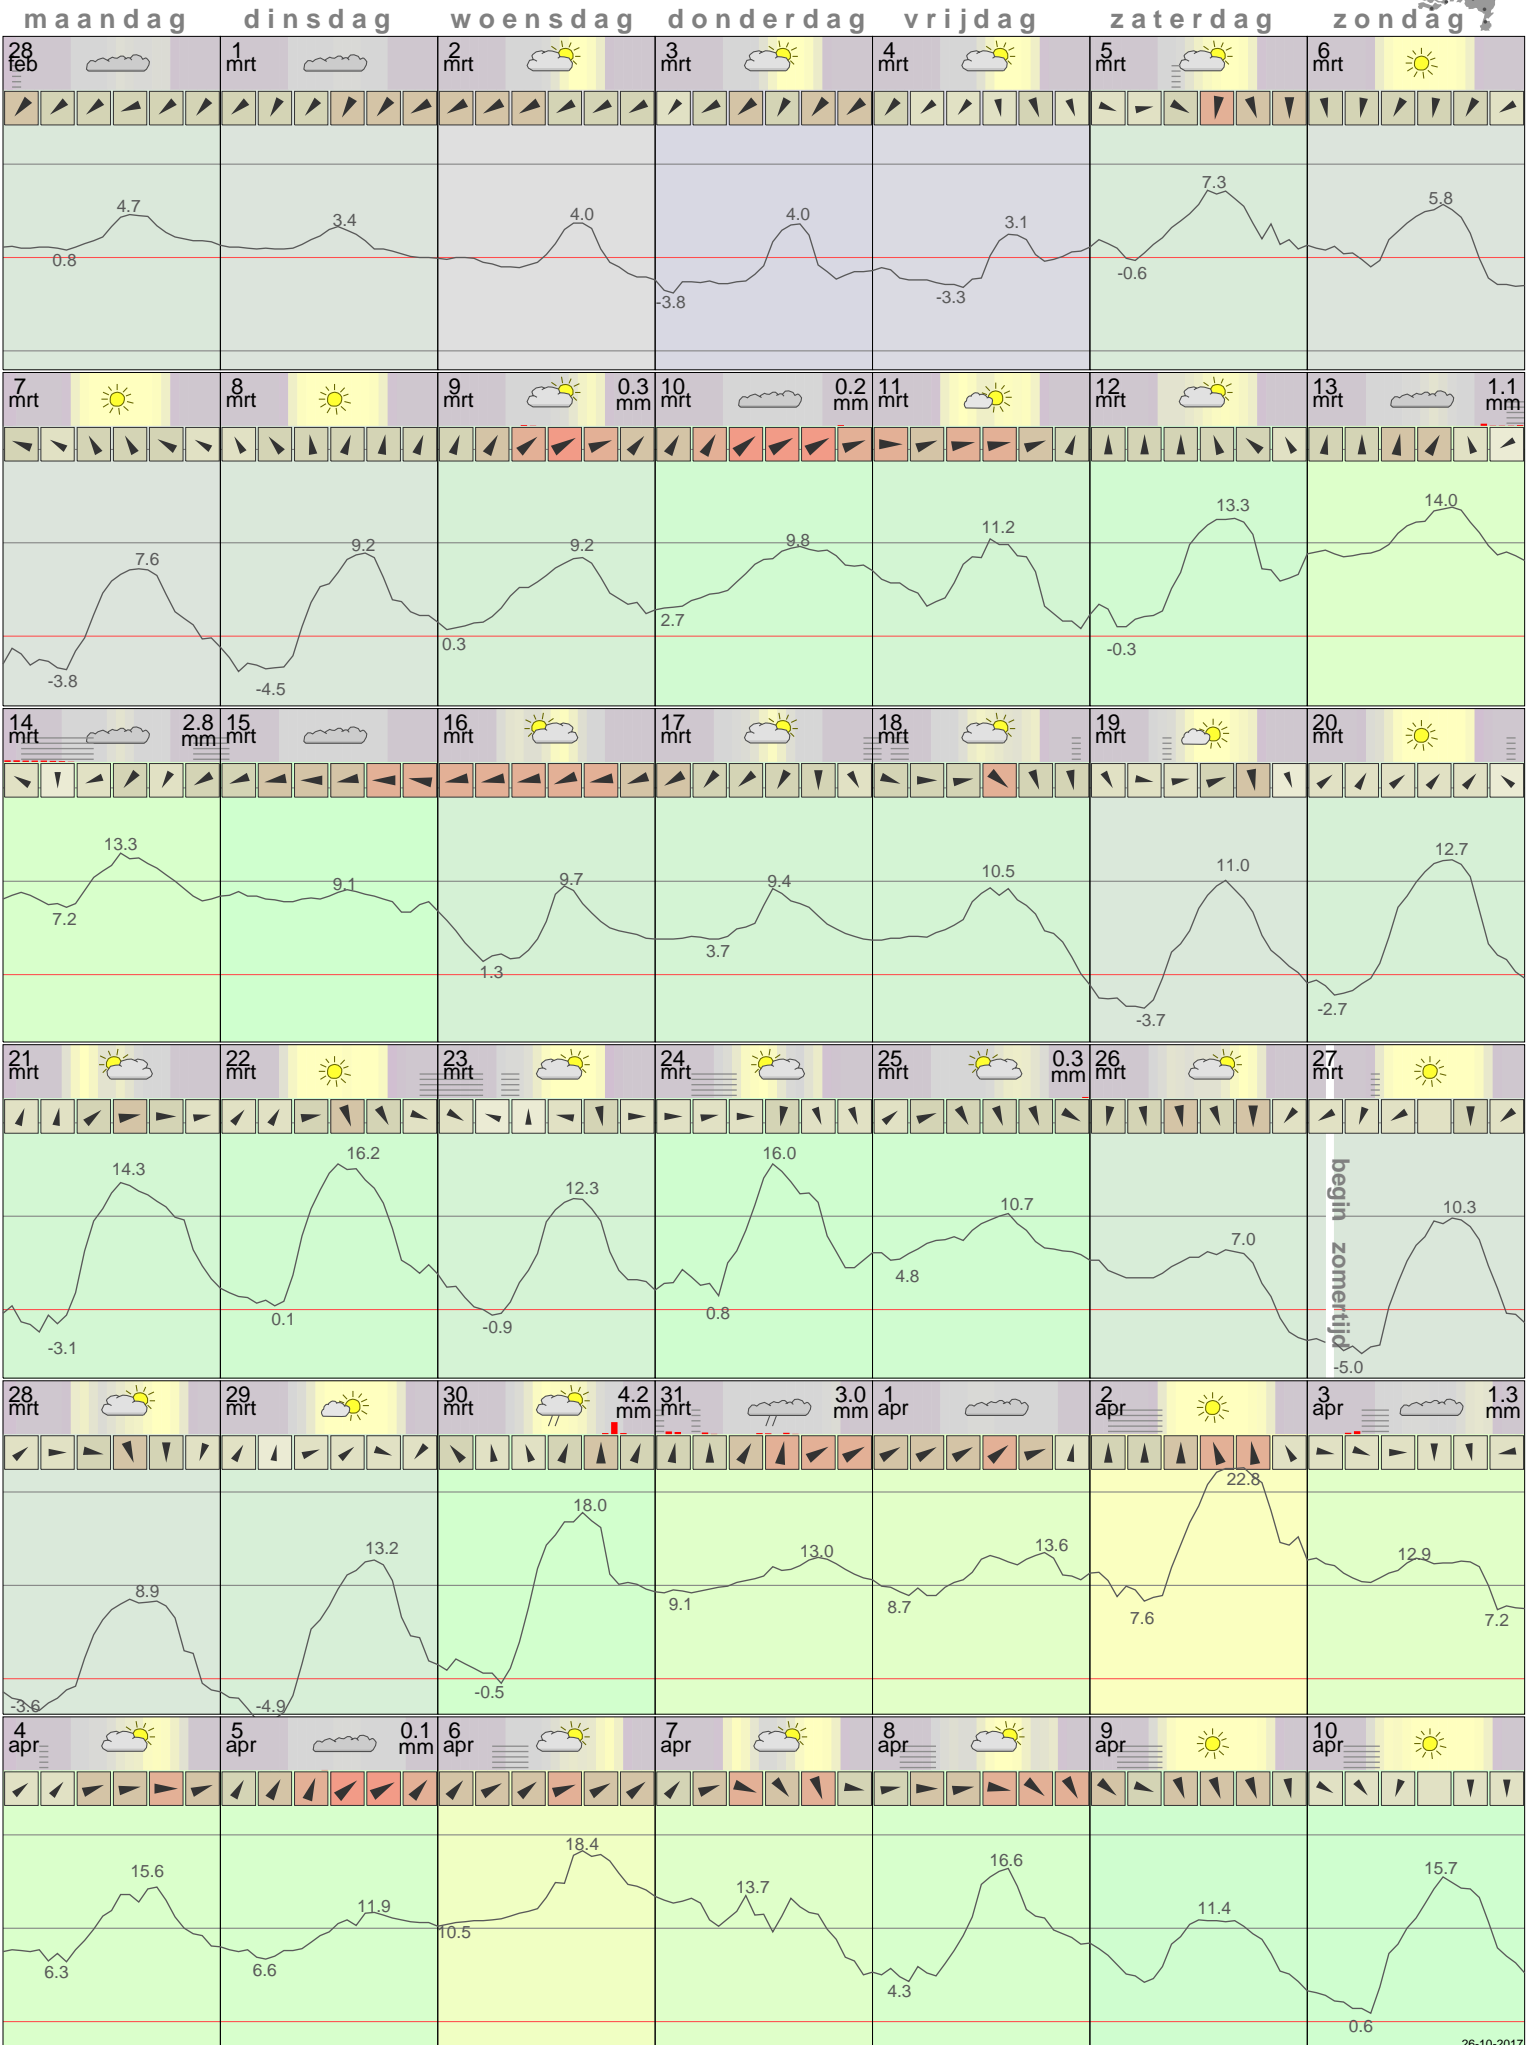 maandag dinsdag woensdag donderdag vrijdag zaterdag zondag
28 feb 1 mrt 2 mrt 3 mrt 4 mrt 5 mrt 6 mrt
4.7 3.4 4.0 4.0 3.1 7.3 5.8
0.8 -3.8 -3.3 -0.6
7 mrt 8 mrt 9 mrt 0.3 mm 10 mrt 0.2 mm 11 mrt 12 mrt 13 mrt 1.1 mm
7.6 9.2 9.2 9.8 11.2 13.3 14.0
-3.8 -4.5 0.3 2.7 -0.3
14 mrt 2.8 mm 15 mrt 16 mrt 17 mrt 18 mrt 19 mrt 20 mrt
13.3 9.1 9.7 9.4 10.5 11.0 12.7
7.2 1.3 3.7 -3.7 -2.7
21 mrt 22 mrt 23 mrt 24 mrt 25 mrt 0.3 mm 26 mrt 27 mrt
14.3 16.2 12.3 16.0 10.7 7.0 10.3
-3.1 0.1 -0.9 0.8 4.8 -5.0
begin zomertijd
28 mrt 29 mrt 30 mrt 4.2 mm 31 mrt 3.0 mm 1 apr 2 apr 3 apr 1.3 mm
8.9 13.2 18.0 13.0 13.6 22.8 12.9
-3.6 -4.9 -0.5 9.1 8.7 7.6 7.2
4 apr 5 apr 0.1 mm 6 apr 7 apr 8 apr 9 apr 10 apr
15.6 11.9 18.4 13.7 16.6 11.4 15.7
6.3 6.6 10.5 4.3 0.6
26-10-2017